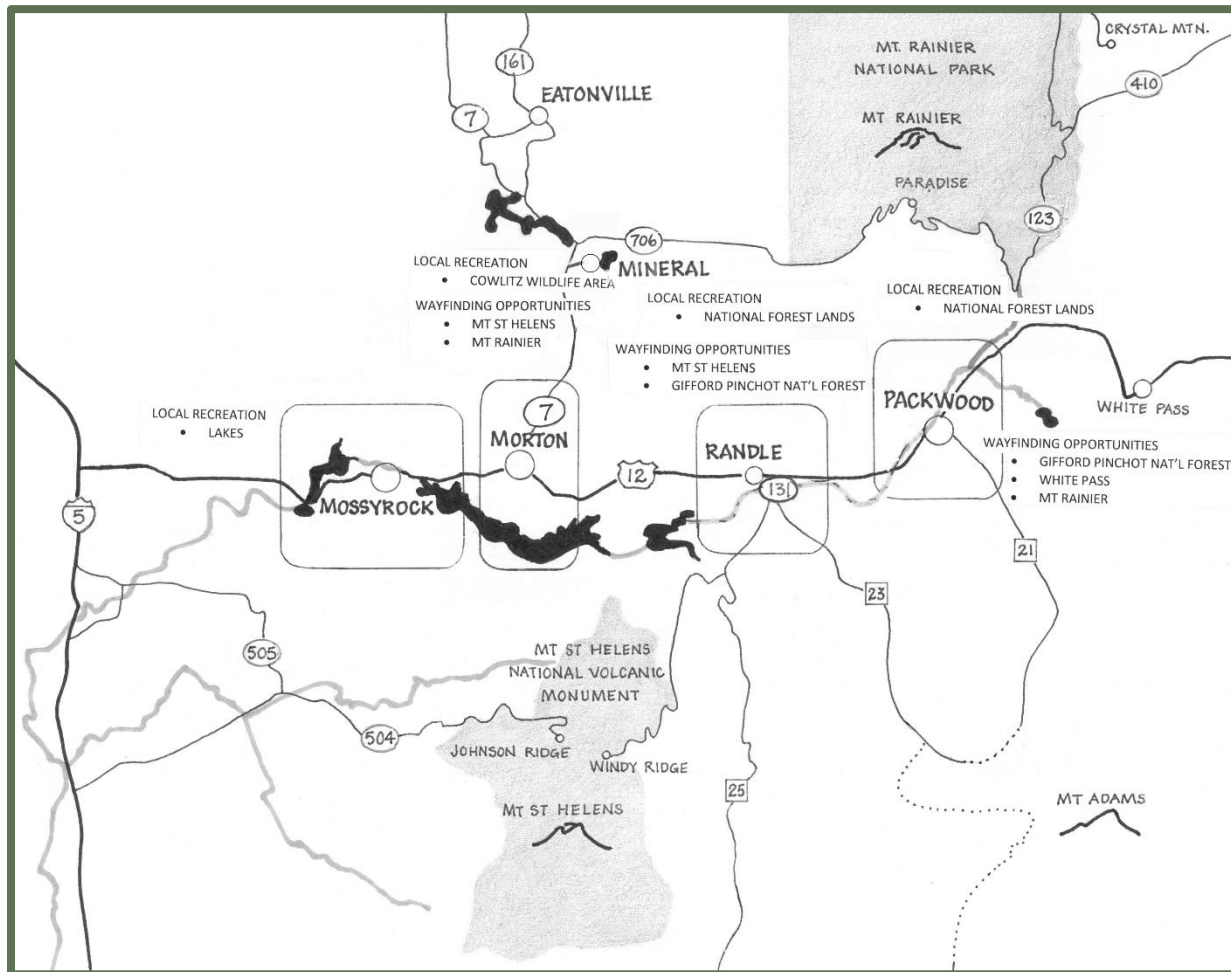 CRYSTAL MTN.
MT. RAINIER
NATIONAL PARK
161
410
EATONVILLE
7
MT RAINIER
PARADISE
123
706
LOCAL RECREATION
• COWLITZ WILDLIFE AREA
MINERAL
WAYFINDING OPPORTUNITIES
• MT ST HELENS
• MT RAINIER
LOCAL RECREATION
• NATIONAL FOREST LANDS
WAYFINDING OPPORTUNITIES
• MT ST HELENS
• GIFFORD PINCHOT NAT'L FOREST
LOCAL RECREATION
• NATIONAL FOREST LANDS
PACKWOOD
WHITE PASS
WAYFINDING OPPORTUNITIES
• GIFFORD PINCHOT NAT'L FOREST
• WHITE PASS
• MT RAINIER
LOCAL RECREATION
• LAKES
7
MORTON
RANDLE
12
131
MOSSYROCK
5
21
23
505
MT ST HELENS
NATIONAL VOLCANIC
MONUMENT
504
JOHNSON RIDGE
WINDY RIDGE
25
MT ST HELENS
MT ADAMS